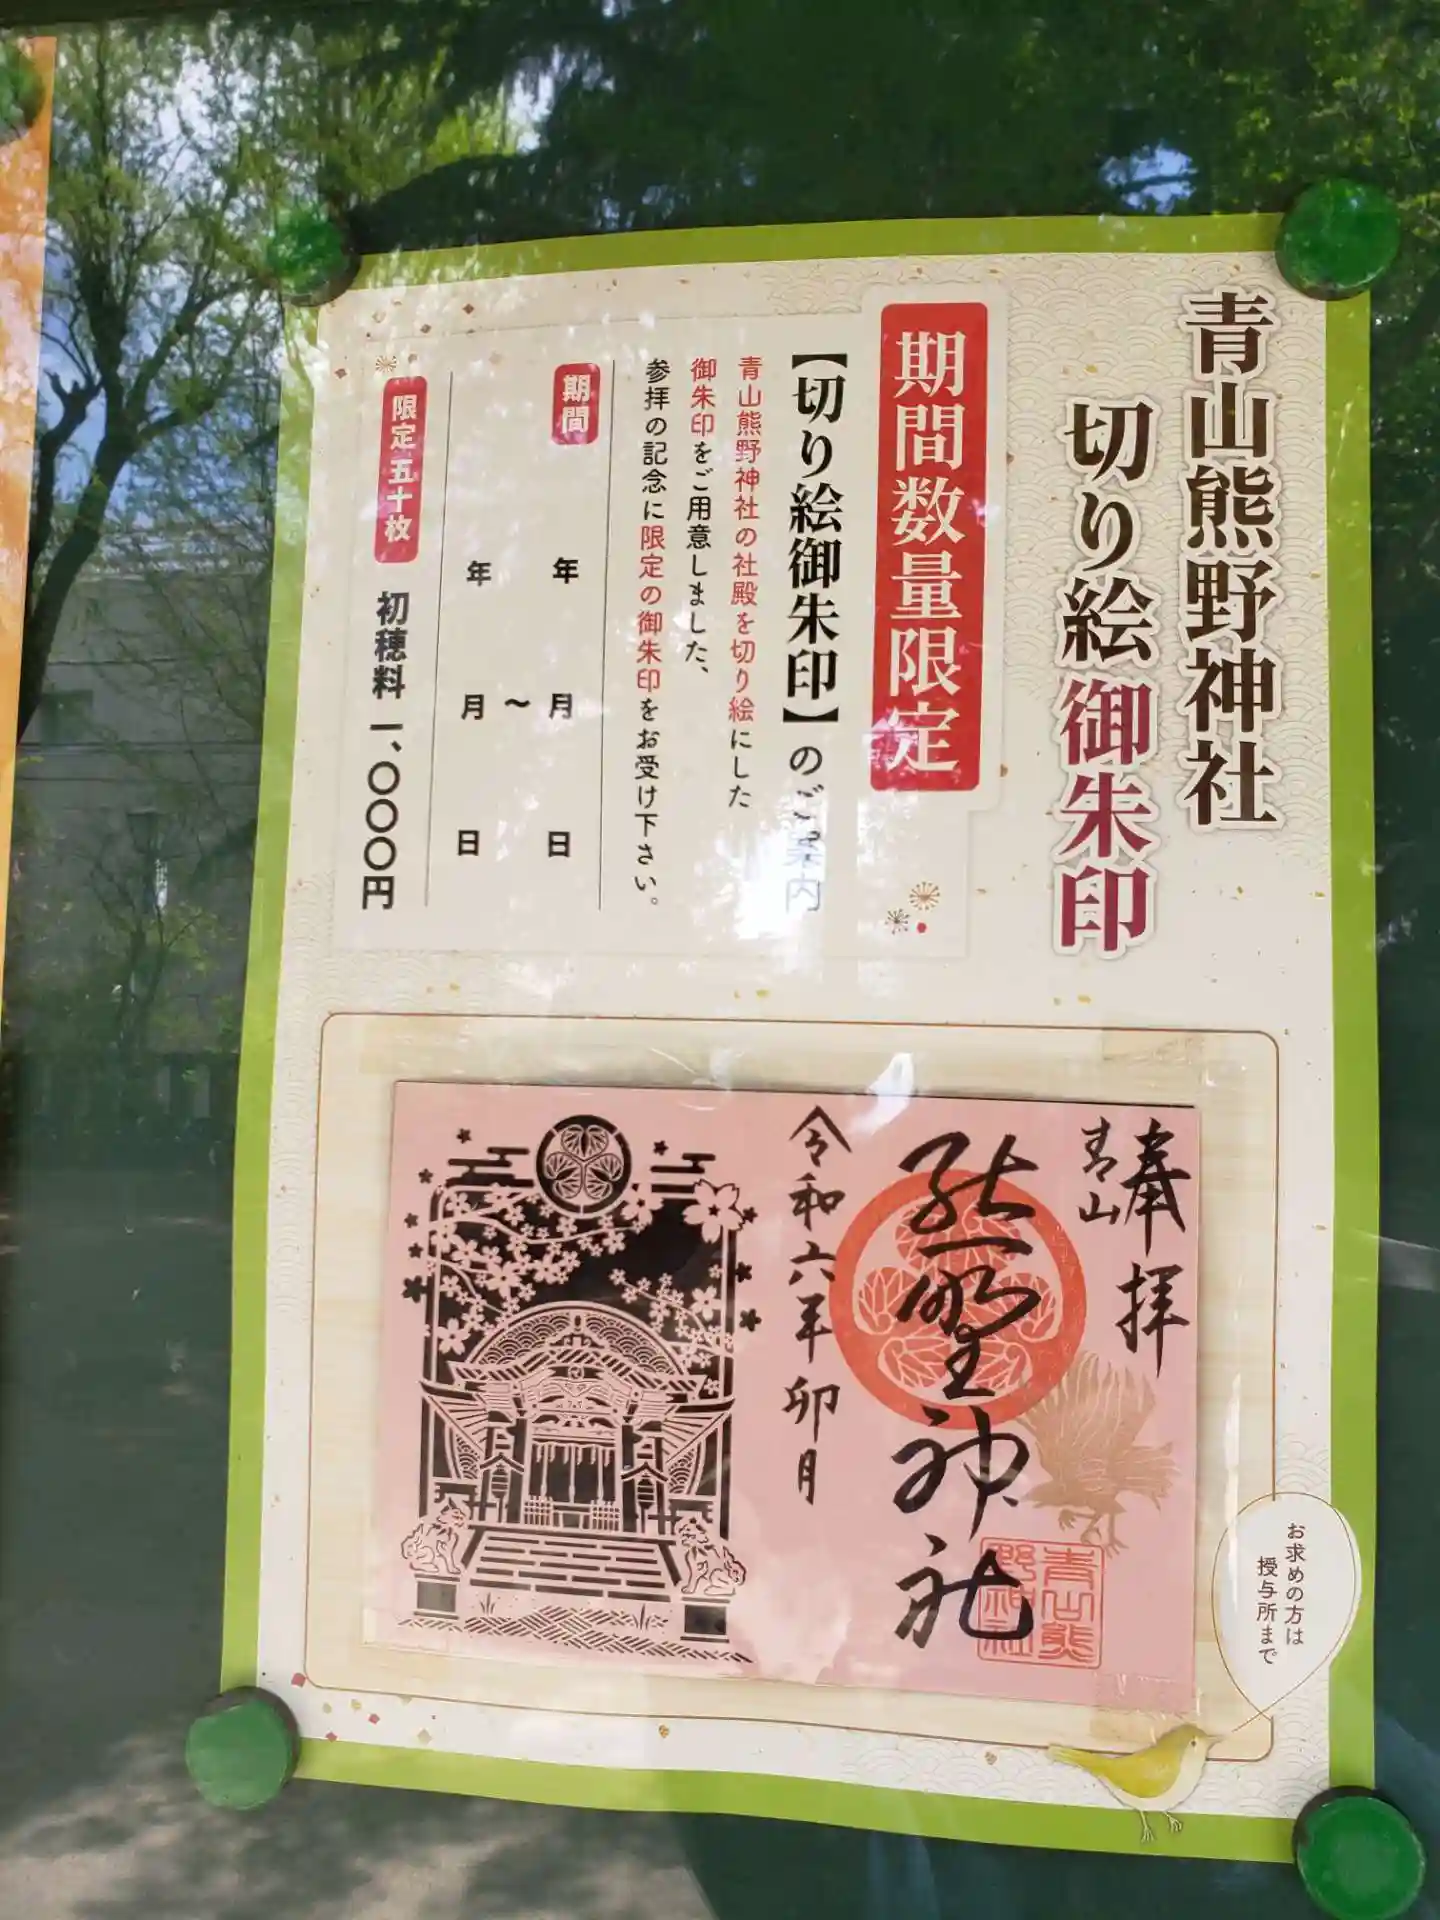 青山熊野神社
切り絵御朱印
期間数量限定
【切り絵御朱印】のご案内
青山熊野神社の社殿を切り絵にした
御朱印をご用意しました、
参拝の記念に限定の御朱印をお受け下さい。
期間
年 月 日
〜
年 月 日
限定五十枚
初穂料 一、〇〇〇円
奉拝
青山
熊野神社
青山熊
野神社
令和六年卯月
お求めの方は
授与所まで